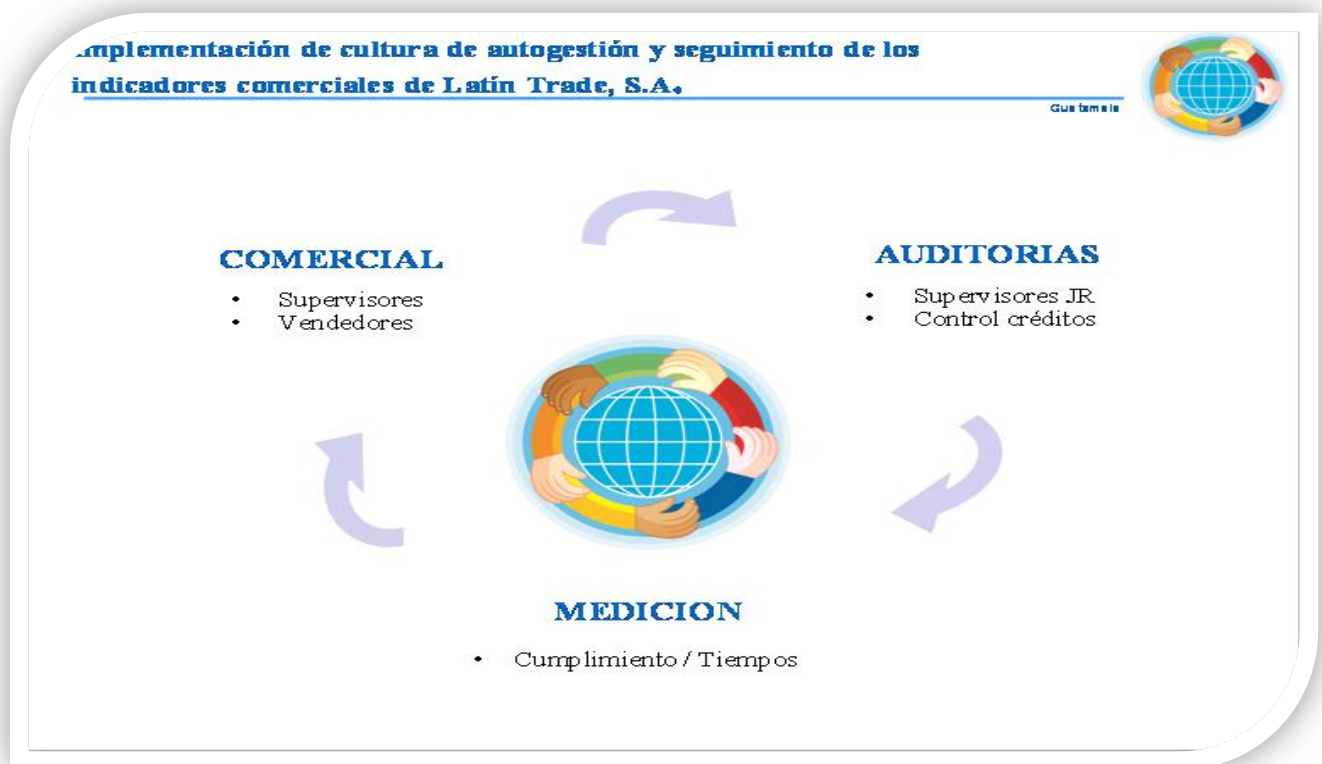 Implementación de cultura de autogestión y seguimiento de los
indicadores comerciales de Latín Trade, S.A.
Guatemala
COMERCIAL
• Supervisores
• Vendedores
AUDITORIAS
• Supervisores JR
• Control créditos
MEDICION
• Cumplimiento / Tiempos